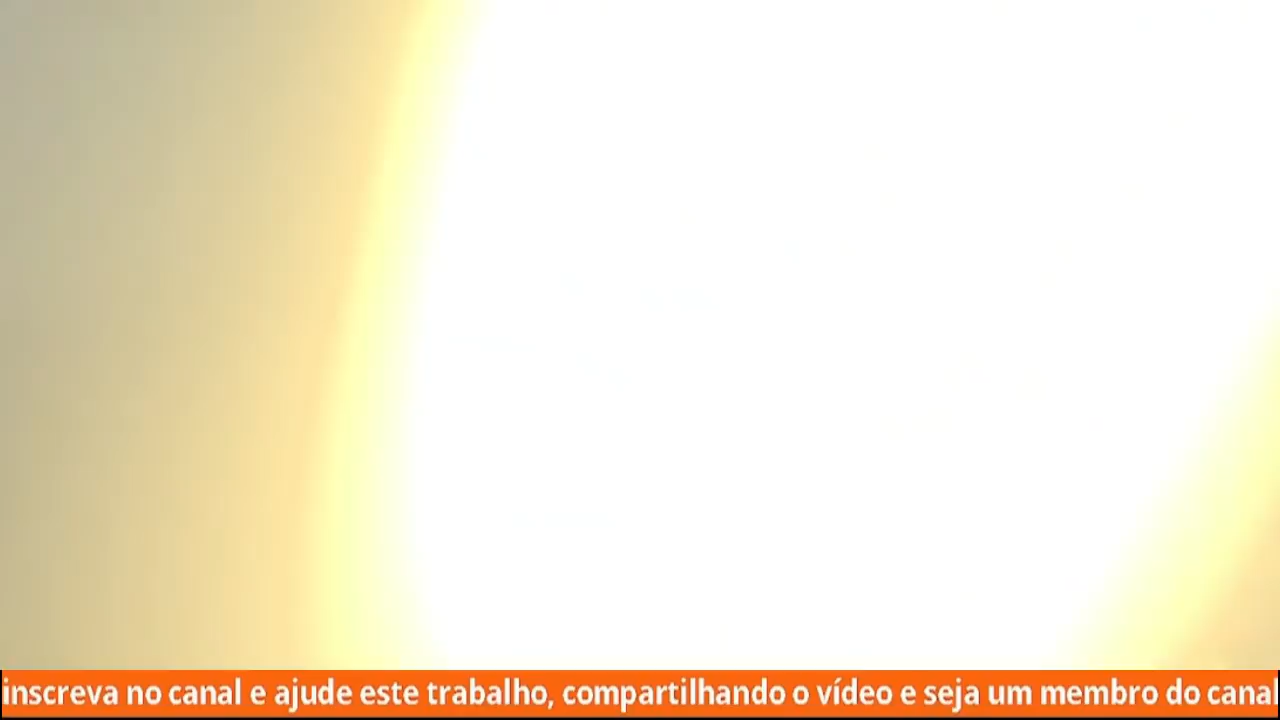 inscreva no canal e ajude este trabalho, compartilhando o vídeo e seja um membro do canal